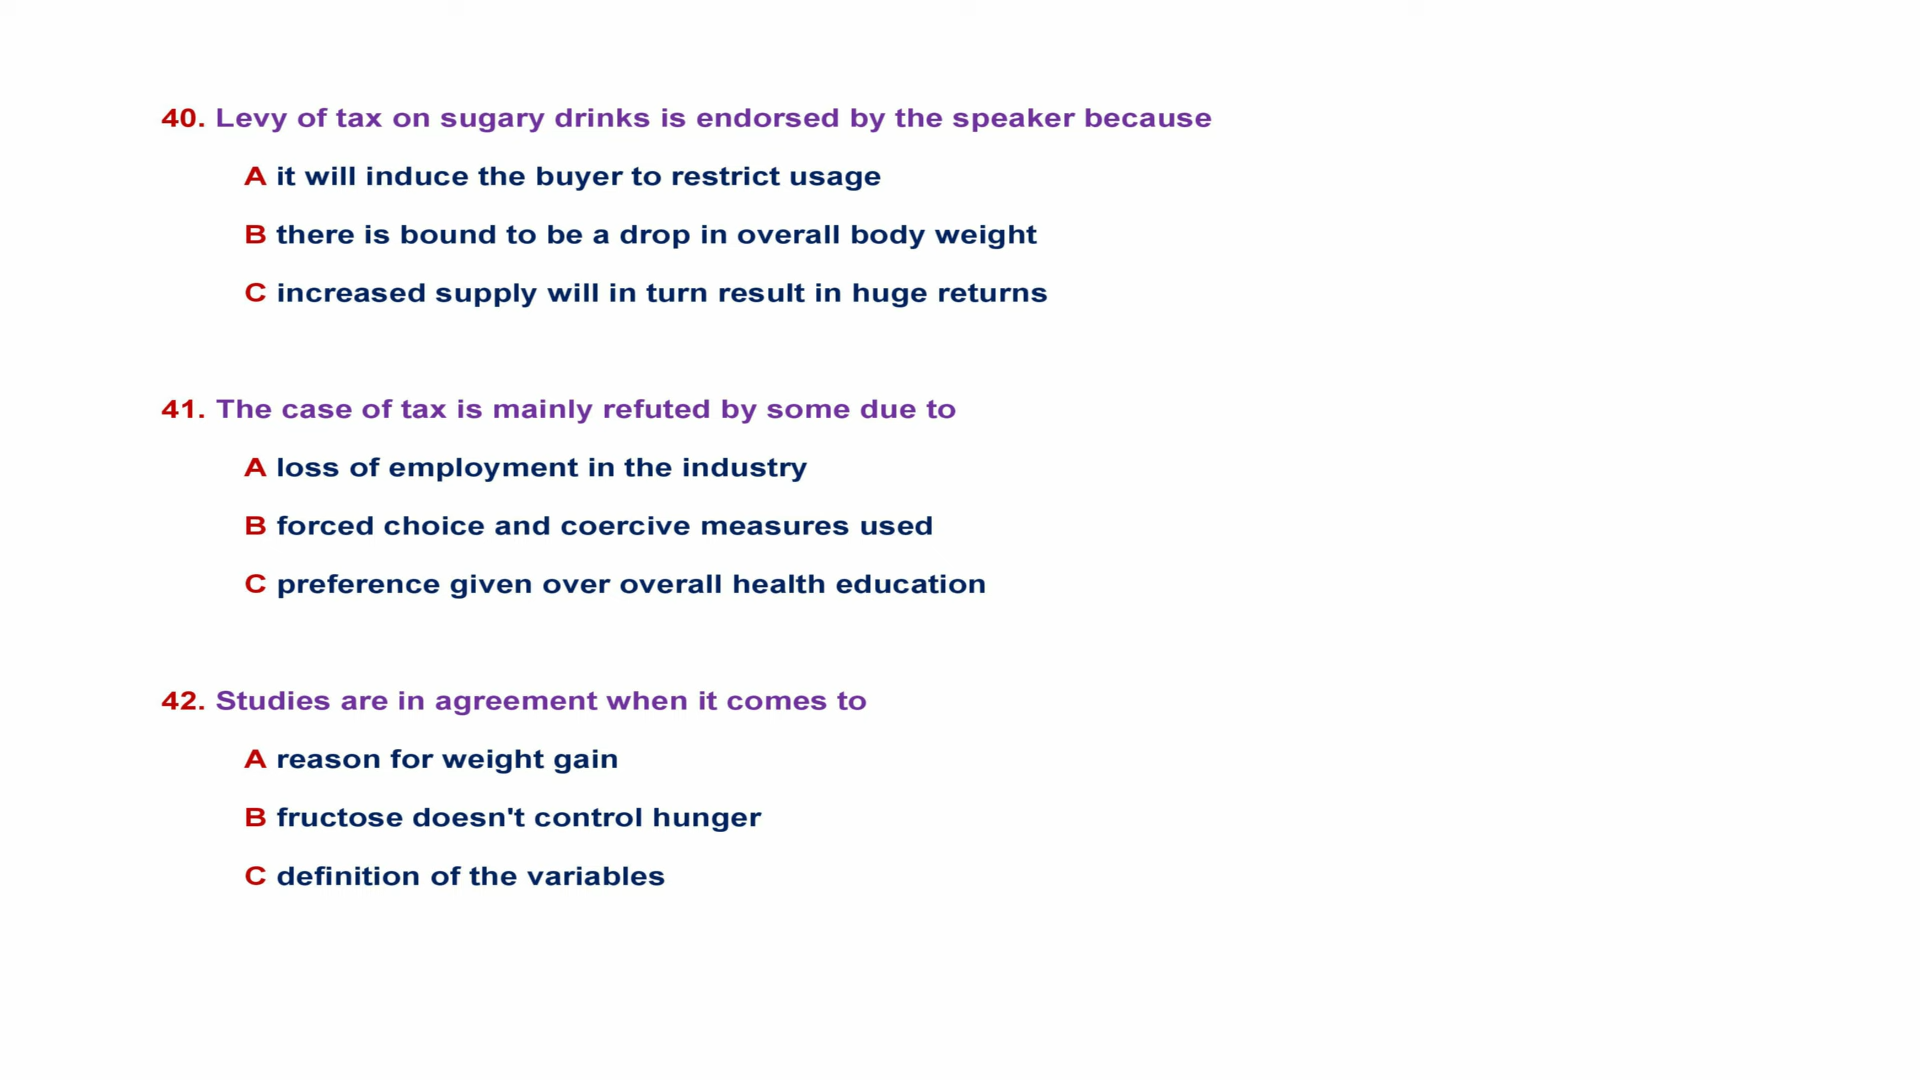 40. Levy of tax on sugary drinks is endorsed by the speaker because
A it will induce the buyer to restrict usage
B there is bound to be a drop in overall body weight
C increased supply will in turn result in huge returns
41. The case of tax is mainly refuted by some due to
A loss of employment in the industry
B forced choice and coercive measures used
C preference given over overall health education
42. Studies are in agreement when it comes to
A reason for weight gain
B fructose doesn't control hunger
C definition of the variables